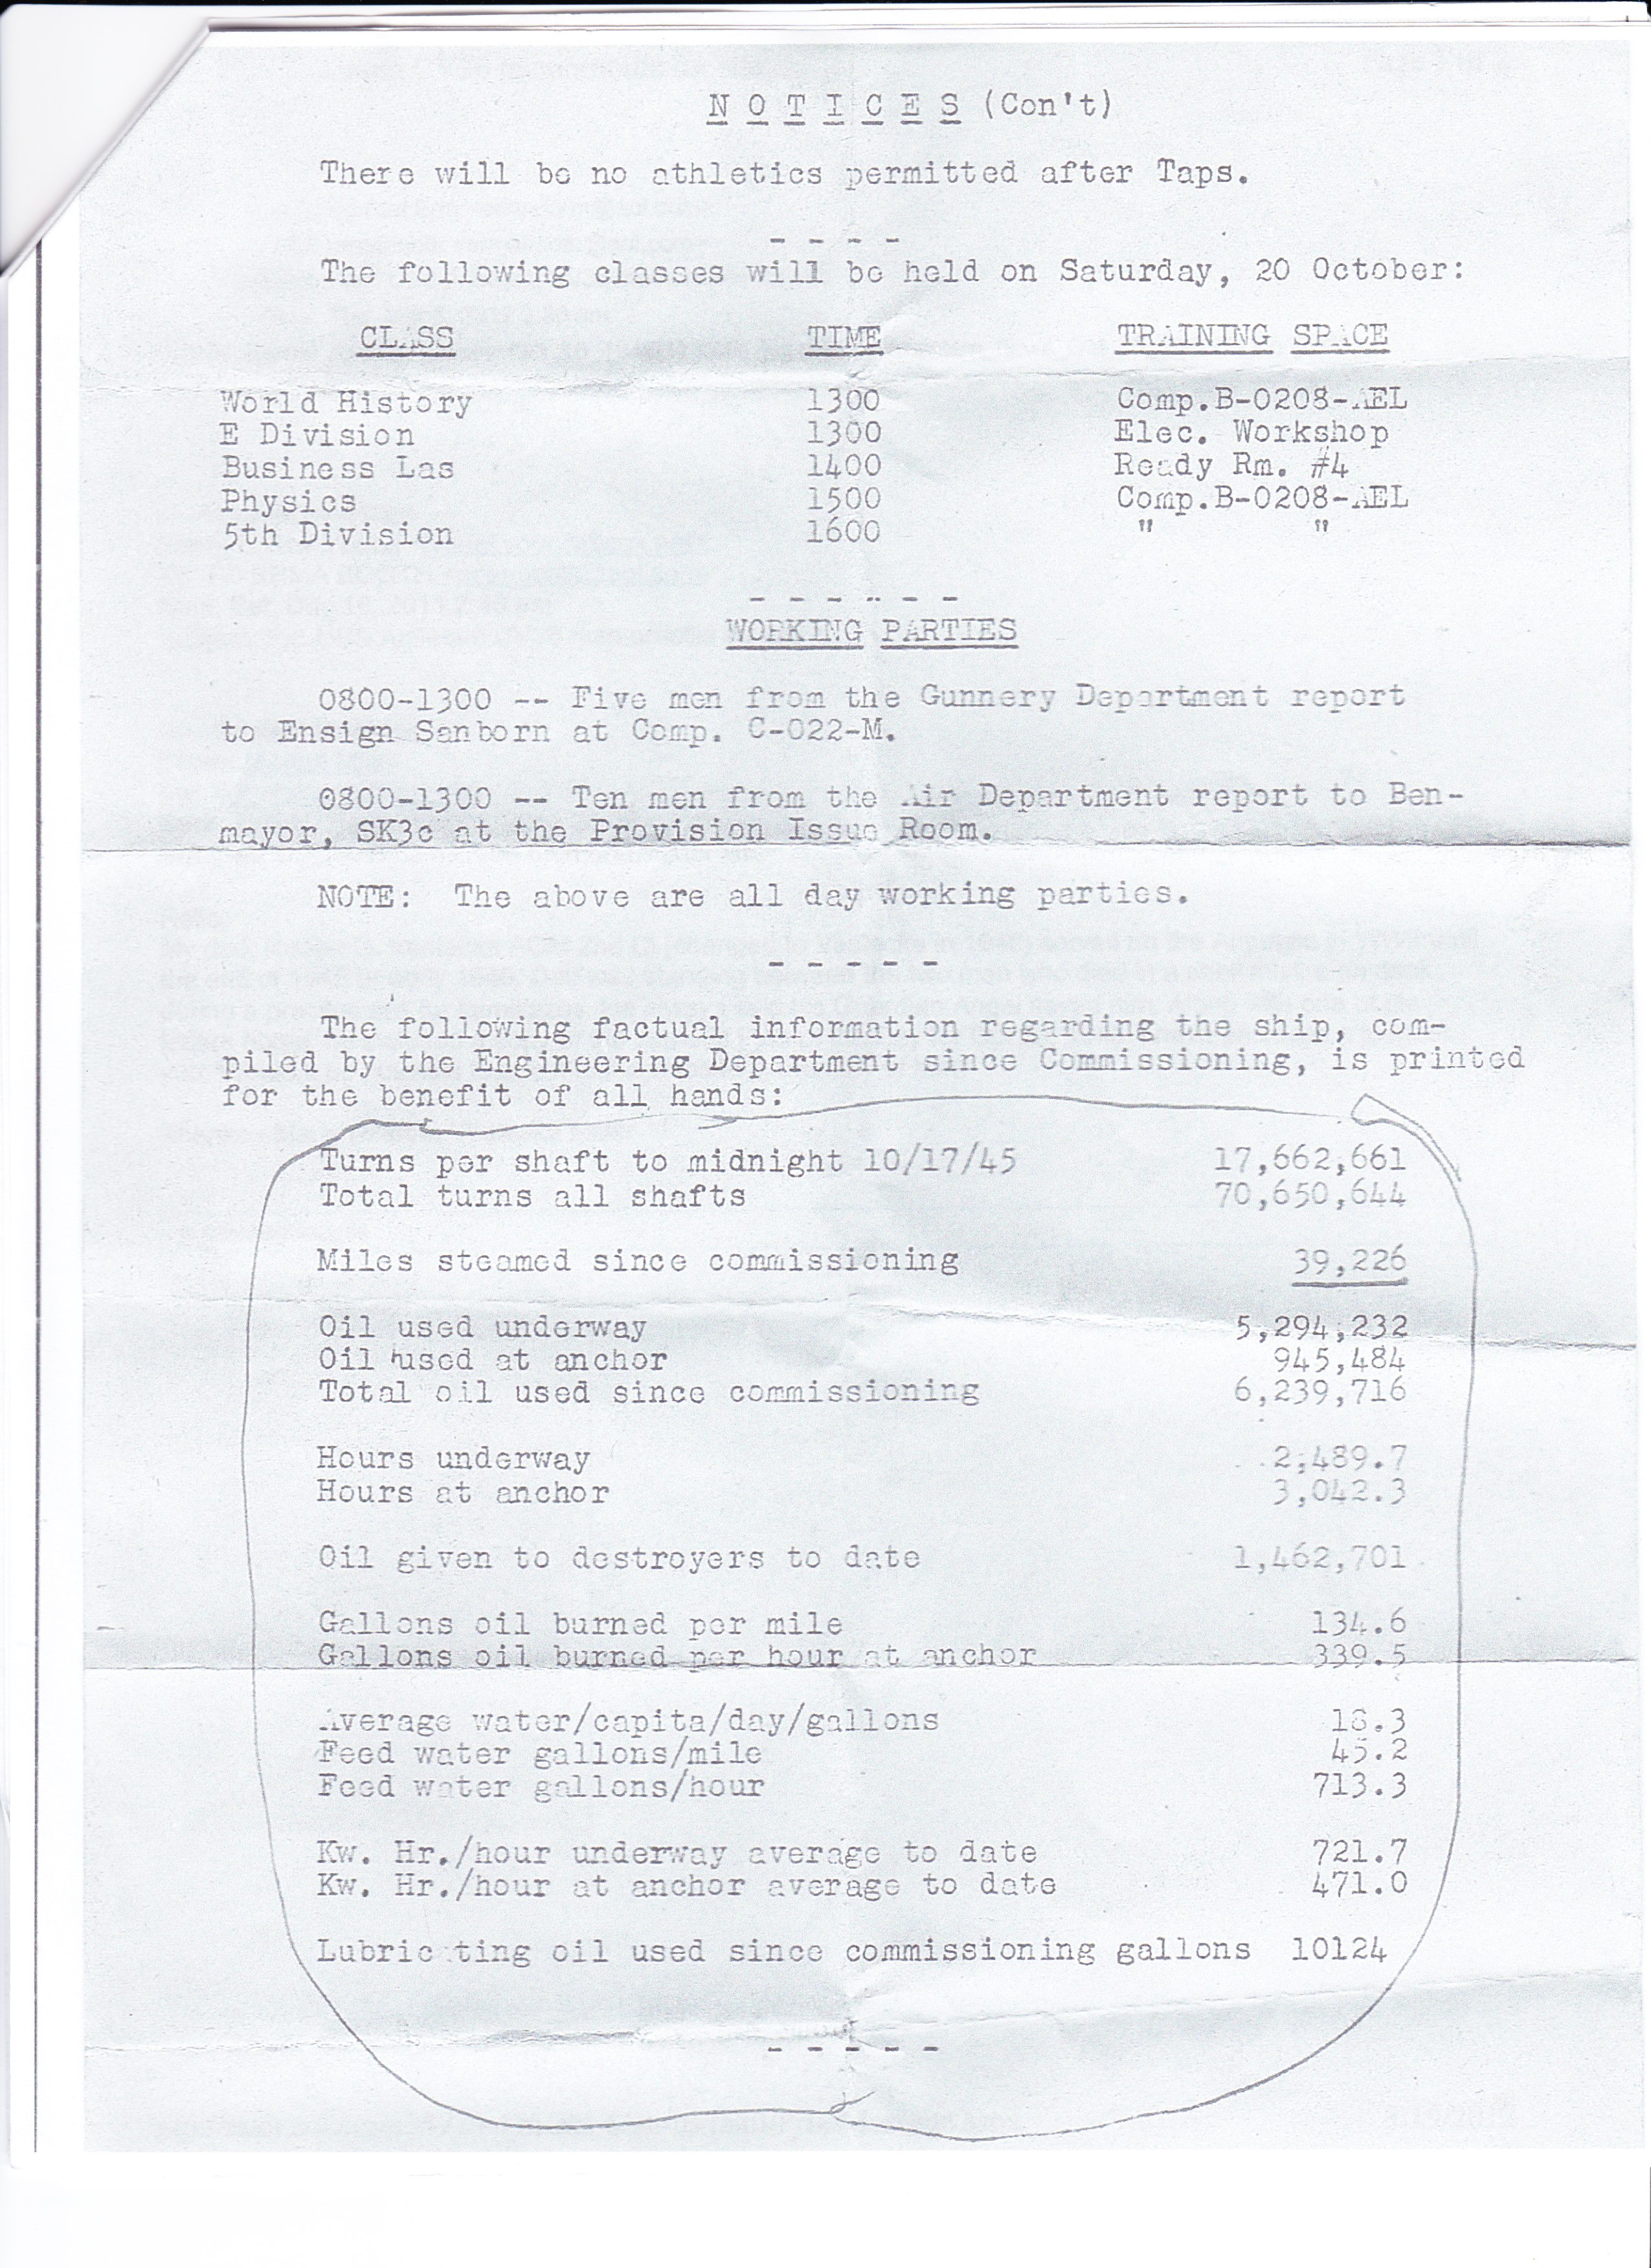 N O T I C E S (Con't)
There will be no athletics permitted after Taps.
- - - -
The following classes will be held on Saturday, 20 October:
CLASS TIME TRAINING SPACE
World History 1300 Comp.B-0208-AEL
E Division 1300 Elec. Workshop
Business Las 1400 Ready Rm. #4
Physics 1500 Comp.B-0208-AEL
5th Division 1600 " "
- - - - - -
WORKING PARTIES
0800-1300 -- Five men from the Gunnery Department report
to Ensign Sanborn at Comp. C-022-M.
0800-1300 -- Ten men from the Air Department report to Ben-
mayor, SK3c at the Provision Issue Room.
NOTE: The above are all day working parties.
- - - - -
The following factual information regarding the ship, com-
piled by the Engineering Department since Commissioning, is printed
for the benefit of all hands:
Turns per shaft to midnight 10/17/45 17,662,661
Total turns all shafts 70,650,644
Miles steamed since commissioning 39,226
Oil used underway 5,294,232
Oil used at anchor 945,484
Total oil used since commissioning 6,239,716
Hours underway 2,489.7
Hours at anchor 3,042.3
Oil given to destroyers to date 1,462,701
Gallons oil burned per mile 134.6
Gallons oil burned per hour at anchor 339.5
Average water/capita/day/gallons 18.3
Feed water gallons/mile 45.2
Feed water gallons/hour 713.3
Kw. Hr./hour underway average to date 721.7
Kw. Hr./hour at anchor average to date 471.0
Lubricating oil used since commissioning gallons 10124
- - - - -